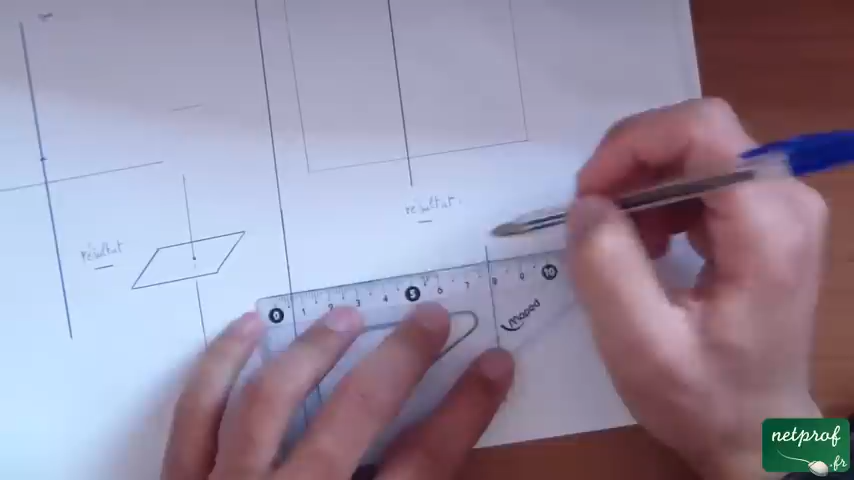 résultat
résultat.
0 1 2 3 4 5 6 7 8 9 10
maped
netprof
.fr